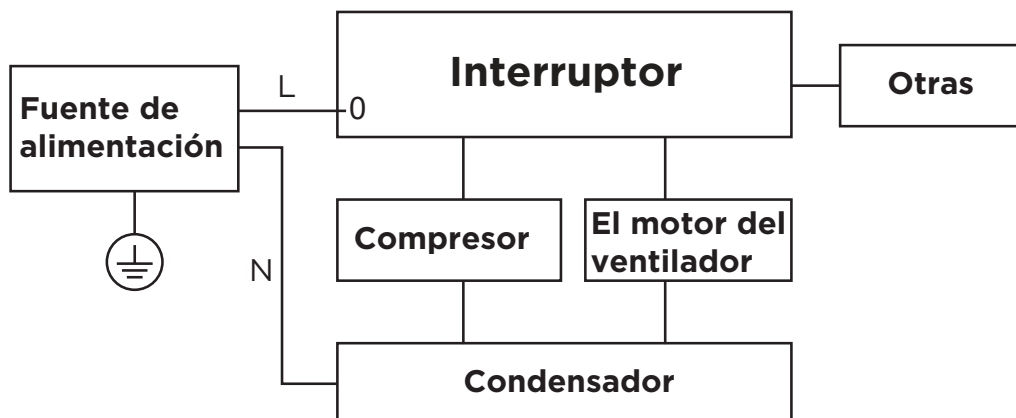 Interruptor
Otras
L
0
Fuente de
alimentación
Compresor
El motor del
ventilador
N
Condensador